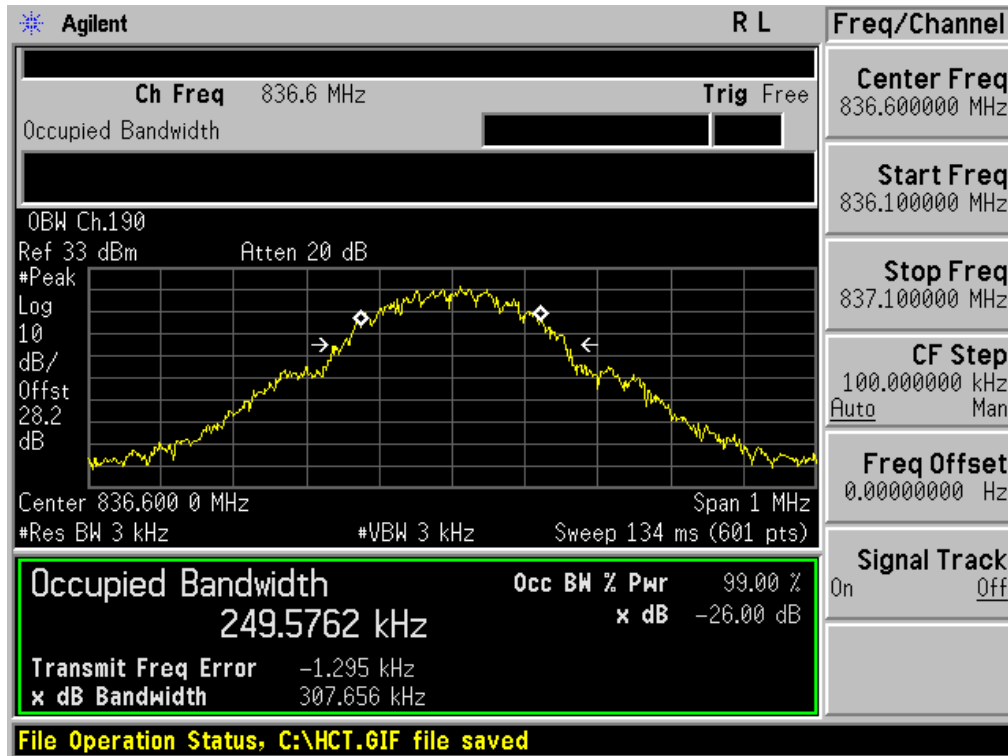 Agilent
R L
Freq/Channel
Ch Freq 836.6 MHz
Trig Free
Occupied Bandwidth
OBW Ch.190
Ref 33 dBm
Atten 20 dB
#Peak
Log
10
dB/
Offst
28.2
dB
Center 836.600 0 MHz
Span 1 MHz
#Res BW 3 kHz
#VBW 3 kHz
Sweep 134 ms (601 pts)
Occupied Bandwidth
249.5762 kHz
Occ BW % Pwr 99.00 %
x dB -26.00 dB
Transmit Freq Error -1.295 kHz
x dB Bandwidth 307.656 kHz
Center Freq
836.600000 MHz
Start Freq
836.100000 MHz
Stop Freq
837.100000 MHz
CF Step
100.000000 kHz
Auto Man
Freq Offset
0.00000000 Hz
Signal Track
On Off
File Operation Status, C:\HCT.GIF file saved